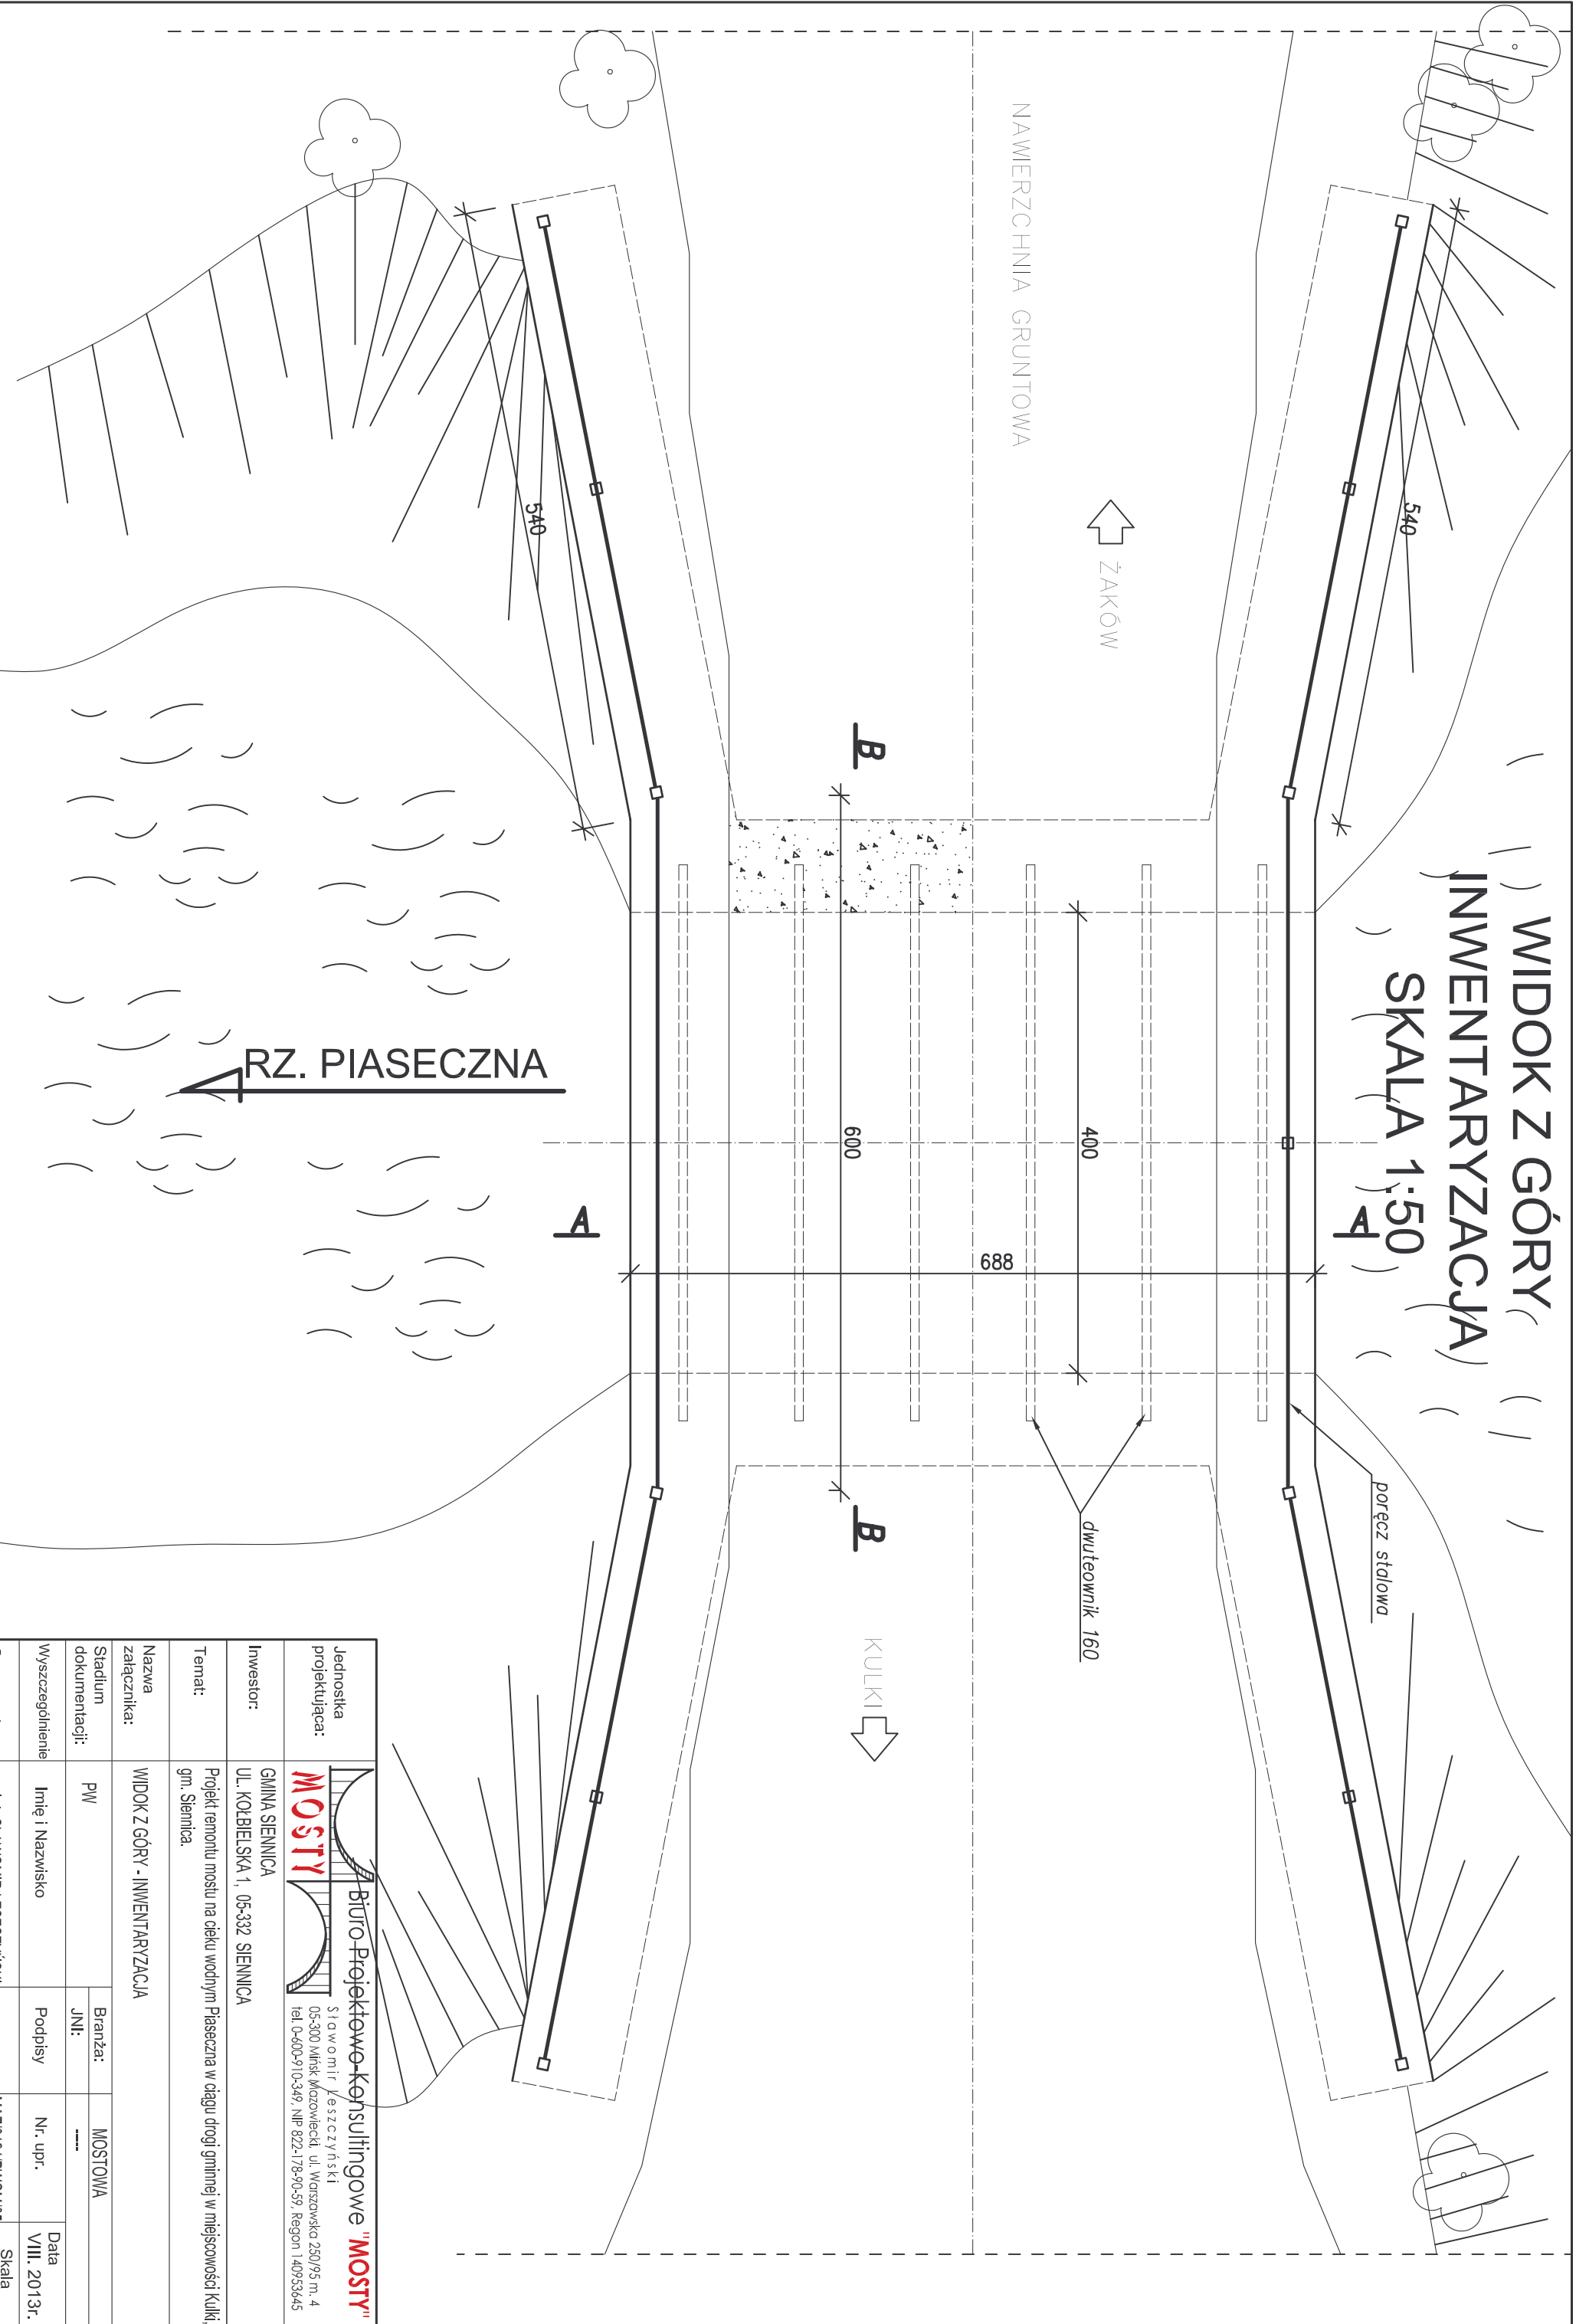 WIDOK Z GÓRY
INWENTARYZACJA
SKALA 1:50
NAWIERZCHNIA GRUNTOWA
ŻAKÓW
KULKI
540
540
B
B
600
400
688
A
A
RZ. PIASECZNA
poręcz stalowa
dwuteownik 160
Jednostka
projektująca:
MOSTY
Biuro Projektowo-Konsultingowe "MOSTY"
Sławomir Leszczyński
05-300 Mińsk Mazowiecki, ul. Warszawska 250/95 m. 4
tel. 0-600-910-349, NIP 822-178-90-59, Regon 140953645
Inwestor:
GMINA SIENNICA
UL. KOŁBIELSKA 1, 05-332 SIENNICA
Temat:
Projekt remontu mostu na cieku wodnym Piaseczna w ciągu drogi gminnej w miejscowości Kulki,
gm. Siennica.
Nazwa
załącznika:
WIDOK Z GÓRY - INWENTARYZACJA
Stadium
dokumentacji:
PW
Branża:
MOSTOWA
JNI:
----
Wyszczególnienie
Imię i Nazwisko
Podpisy
Nr. upr.
Data
VIII. 2013r.
Skala